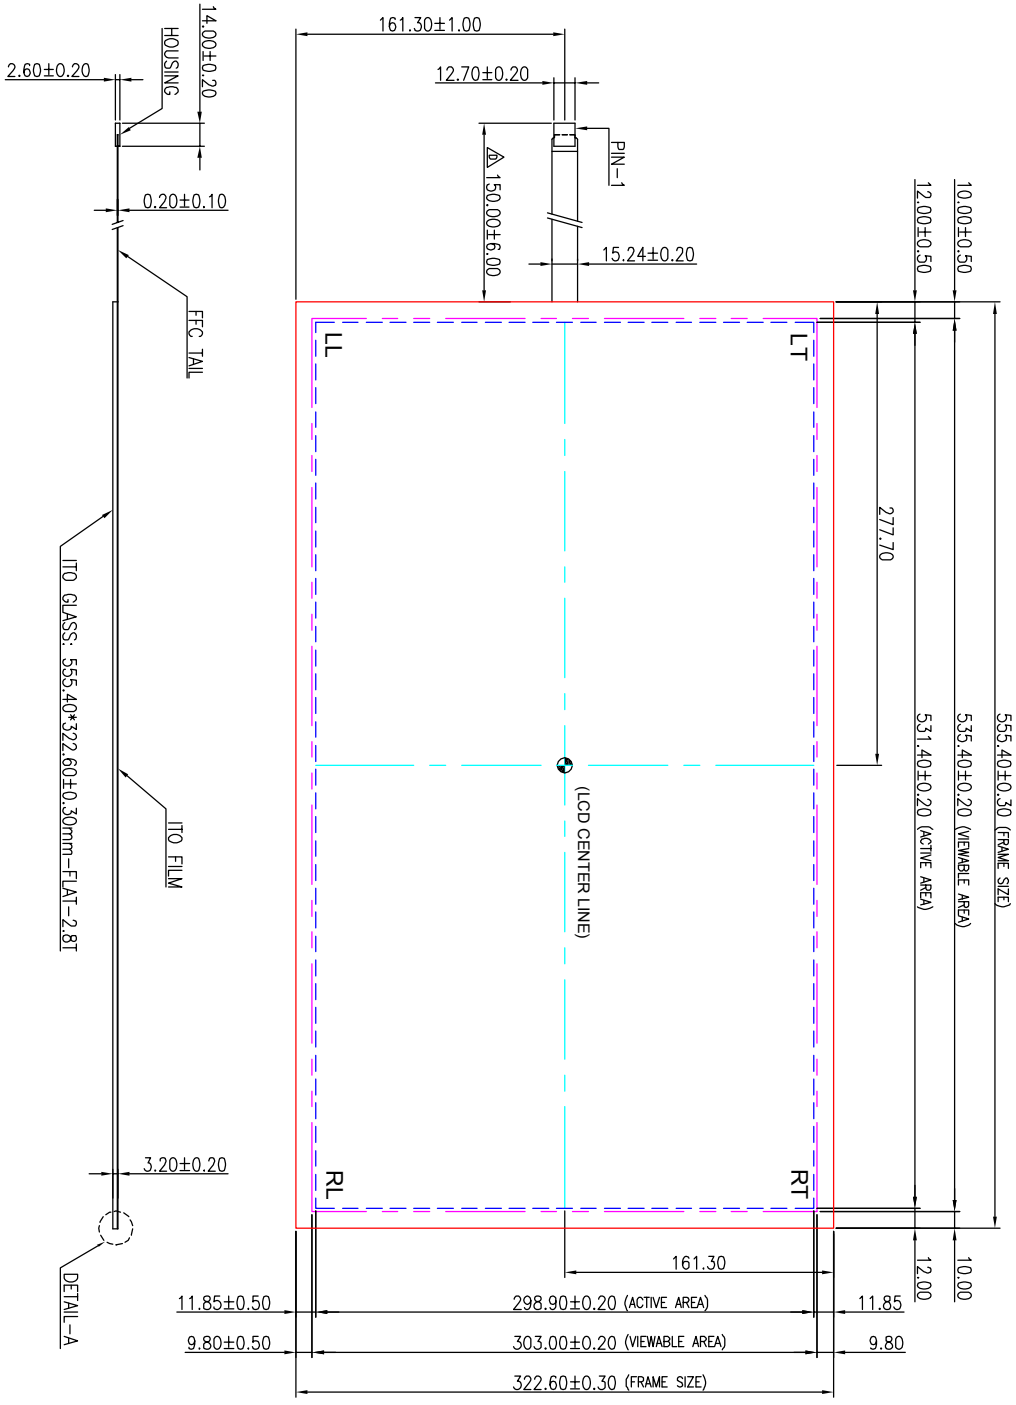 161.30±1.00
14.00±0.20
HOUSING
2.60±0.20
12.70±0.20
PIN-1
D 150.00±6.00
0.20±0.10
15.24±0.20
10.00±0.50
12.00±0.50
FFC TAIL
LL
LT
277.70
555.40±0.30 (FRAME SIZE)
535.40±0.20 (VIEWABLE AREA)
531.40±0.20 (ACTIVE AREA)
(LCD CENTER LINE)
ITO GLASS: 555.40*322.60±0.30mm-FLAT-2.8T
ITO FILM
3.20±0.20
RL
RT
DETAIL-A
161.30
10.00
12.00
11.85±0.50
298.90±0.20 (ACTIVE AREA)
11.85
9.80±0.50
303.00±0.20 (VIEWABLE AREA)
9.80
322.60±0.30 (FRAME SIZE)